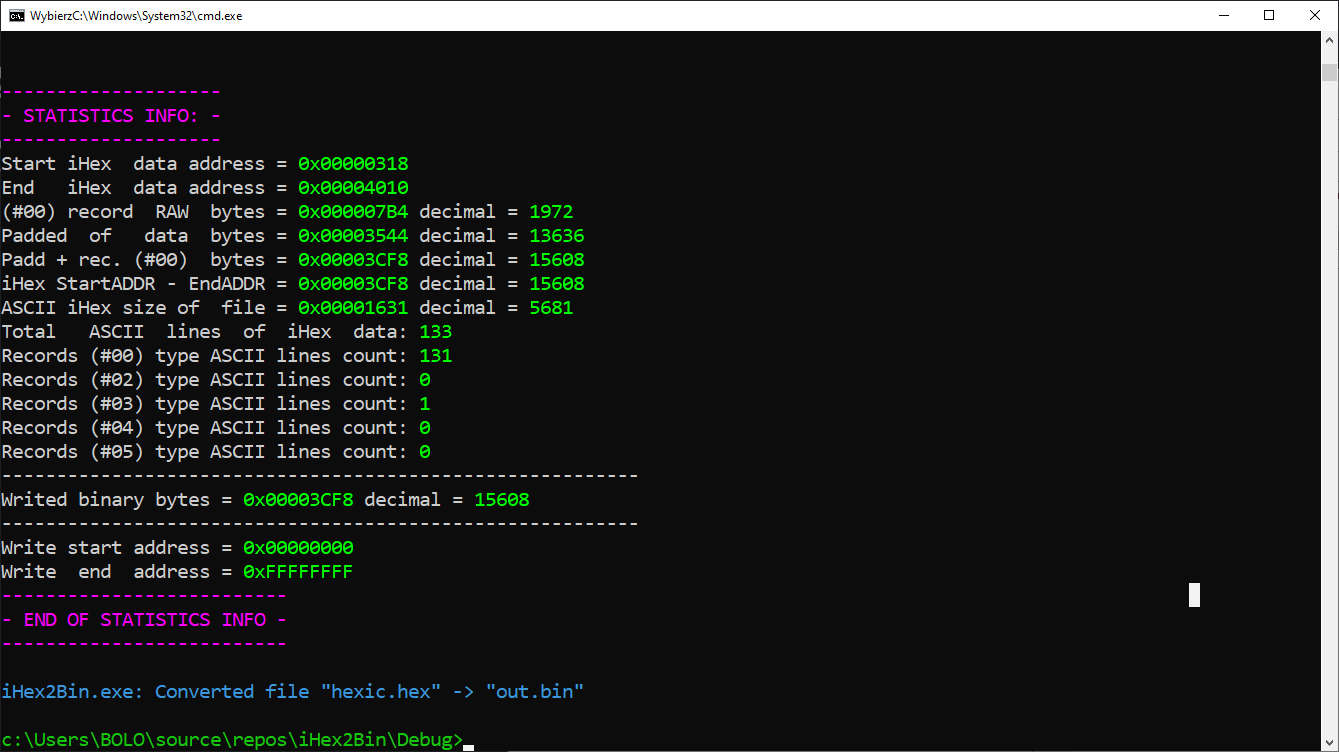 WybierzC:\Windows\System32\cmd.exe
--------------------
- STATISTICS INFO: -
--------------------
Start iHex  data address = 0x00000318
End   iHex  data address = 0x00004010
(#00) record  RAW  bytes = 0x000007B4 decimal = 1972
Padded  of   data  bytes = 0x00003544 decimal = 13636
Padd + rec. (#00)  bytes = 0x00003CF8 decimal = 15608
iHex StartADDR - EndADDR = 0x00003CF8 decimal = 15608
ASCII iHex size of  file = 0x00001631 decimal = 5681
Total   ASCII  lines  of  iHex  data: 133
Records (#00) type ASCII lines count: 131
Records (#02) type ASCII lines count: 0
Records (#03) type ASCII lines count: 1
Records (#04) type ASCII lines count: 0
Records (#05) type ASCII lines count: 0
----------------------------------------------------------
Writed binary bytes = 0x00003CF8 decimal = 15608
----------------------------------------------------------
Write start address = 0x00000000
Write  end  address = 0xFFFFFFFF
--------------------------
- END OF STATISTICS INFO -
--------------------------
iHex2Bin.exe: Converted file "hexic.hex" -> "out.bin"
c:\Users\BOLO\source\repos\iHex2Bin\Debug>